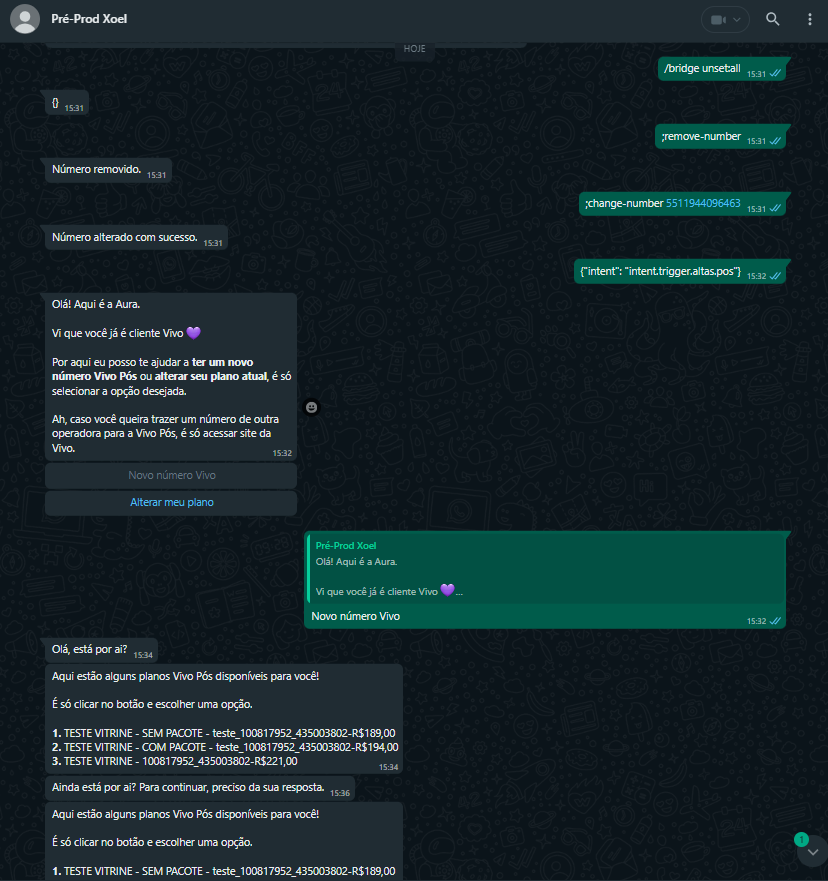 Pré-Prod Xoel
HOJE
/bridge unset:all 15:31
{} 15:31
;remove-number 15:31
Número removido. 15:31
;change-number 5511944096463 15:31
Número alterado com sucesso. 15:31
{"intent": "intent.trigger.altas.pos"} 15:32
Olá! Aqui é a Aura.
Vi que você já é cliente Vivo 💜
Por aqui eu posso te ajudar a ter um novo
número Vivo Pós ou alterar seu plano atual, é só
selecionar a opção desejada.
Ah, caso você queira trazer um número de outra
operadora para a Vivo Pós, é só acessar site da
Vivo. 15:32
Novo número Vivo
Alterar meu plano
Pré-Prod Xoel
Olá! Aqui é a Aura.
Vi que você já é cliente Vivo 💜...
Novo número Vivo 15:32
Olá, está por ai? 15:34
Aqui estão alguns planos Vivo Pós disponíveis para você!
É só clicar no botão e escolher uma opção.
1. TESTE VITRINE - SEM PACOTE - teste_100817952_435003802-R$189,00
2. TESTE VITRINE - COM PACOTE - teste_100817952_435003802-R$194,00
3. TESTE VITRINE - 100817952_435003802-R$221,00
15:34
Ainda está por ai? Para continuar, preciso da sua resposta. 15:36
Aqui estão alguns planos Vivo Pós disponíveis para você!
É só clicar no botão e escolher uma opção.
1
1. TESTE VITRINE - SEM PACOTE - teste_100817952_435003802-R$189,00